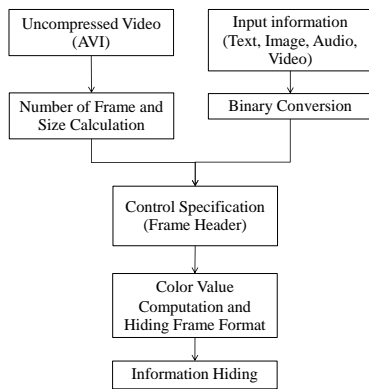 Uncompressed Video
(AVI)
Input information
(Text, Image, Audio,
Video)
Number of Frame and
Size Calculation
Binary Conversion
Control Specification
(Frame Header)
Color Value
Computation and
Hiding Frame Format
Information Hiding